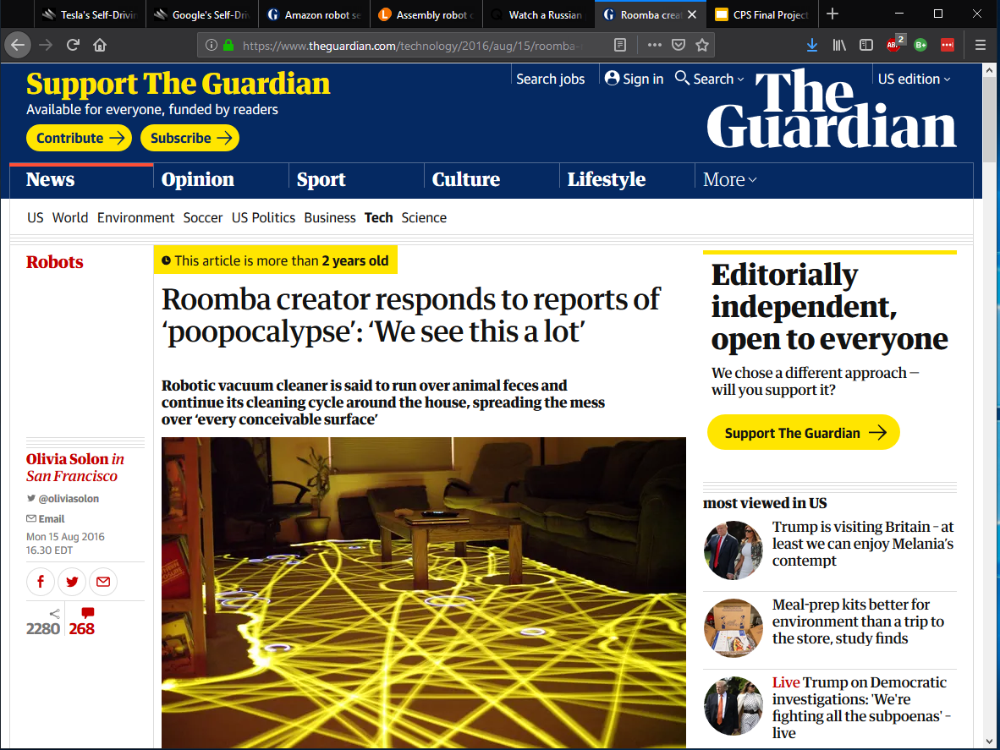 Tesla's Self-Drivin
Google's Self-Dri
Amazon robot se
Assembly robot c
Watch a Russian
Roomba creat
CPS Final Project
https://www.theguardian.com/technology/2016/aug/15/roomba-
2
Support The Guardian
Available for everyone, funded by readers
Contribute
Subscribe
Search jobs
Sign in
Search
US edition
The
Guardian
News
Opinion
Sport
Culture
Lifestyle
More
US World Environment Soccer US Politics Business Tech Science
Robots
This article is more than 2 years old
Roomba creator responds to reports of
‘poopocalypse’: ‘We see this a lot’
Robotic vacuum cleaner is said to run over animal feces and
continue its cleaning cycle around the house, spreading the mess
over ‘every conceivable surface’
Olivia Solon in
San Francisco
@oliviasolon
Email
Mon 15 Aug 2016
16.30 EDT
2280 268
Editorially
independent,
open to everyone
We chose a different approach —
will you support it?
Support The Guardian
most viewed in US
Trump is visiting Britain – at
least we can enjoy Melania’s
contempt
Meal-prep kits better for
environment than a trip to
the store, study finds
Live Trump on Democratic
investigations: 'We're
fighting all the subpoenas' –
live